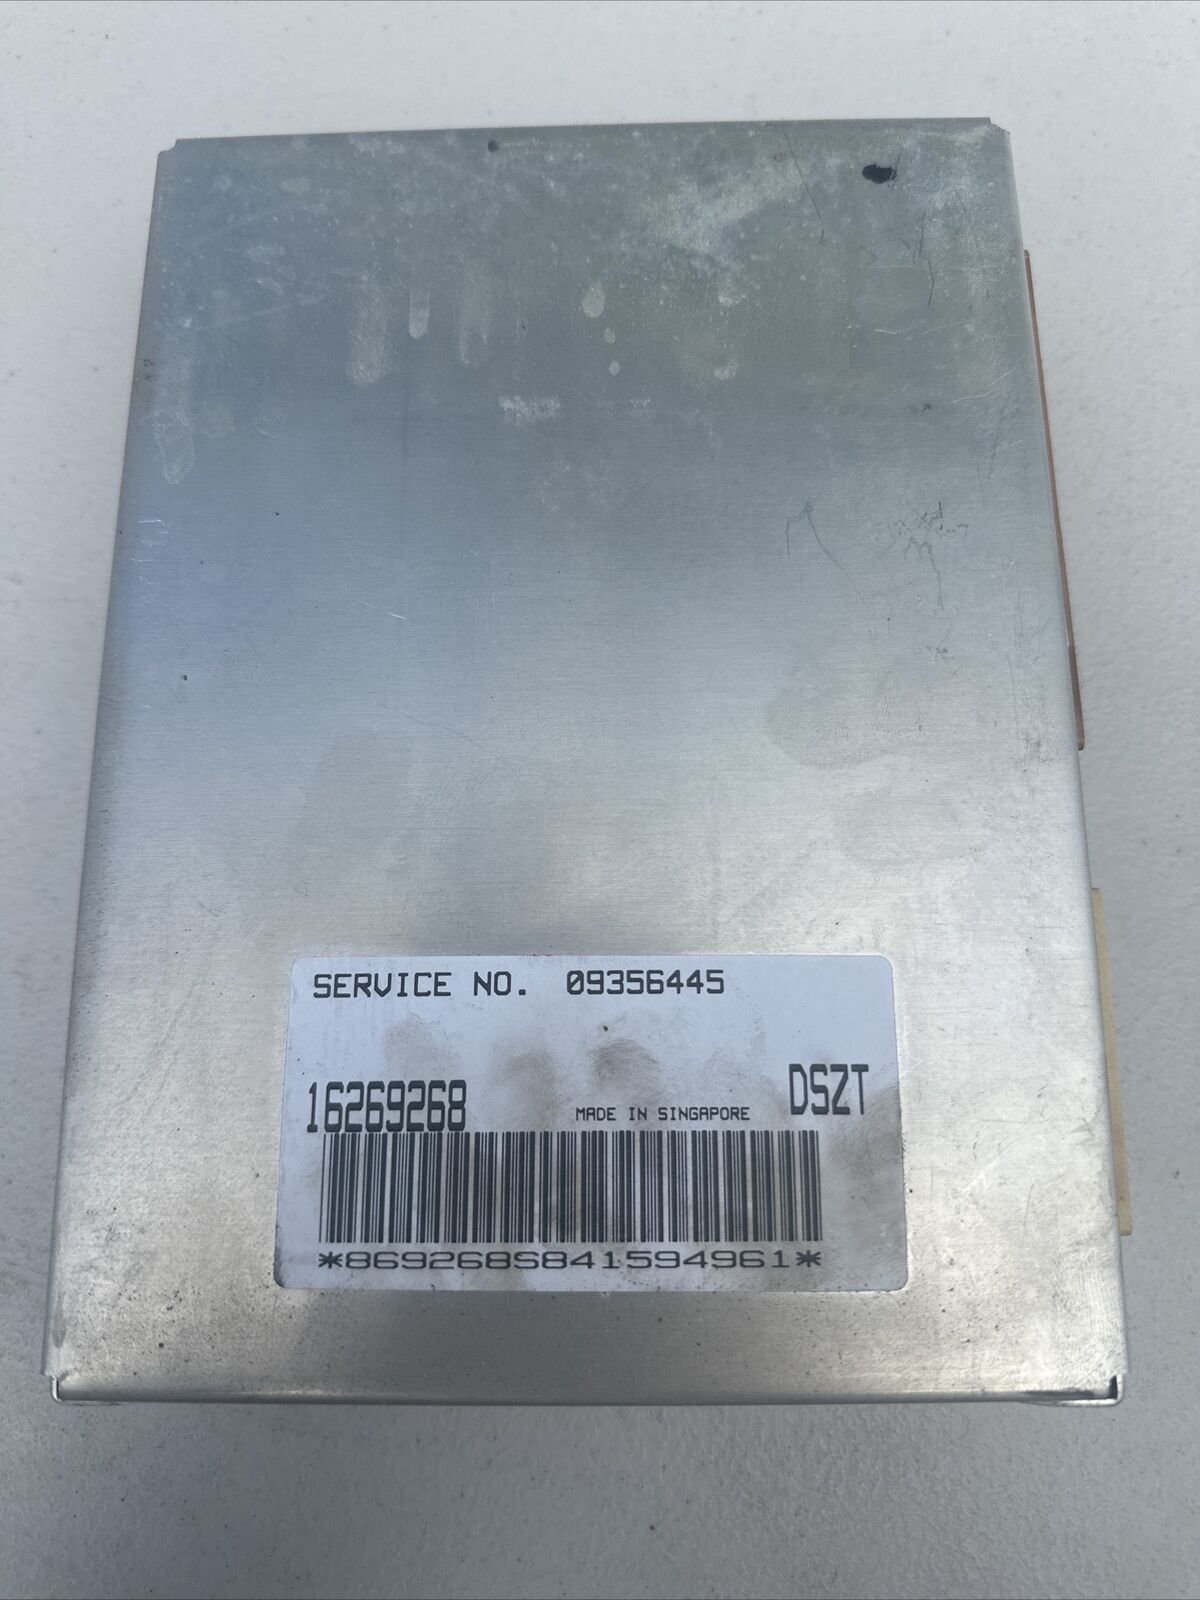 SERVICE NO. 09356445
16269268 MADE IN SINGAPORE DSZT
*869268S841594961*